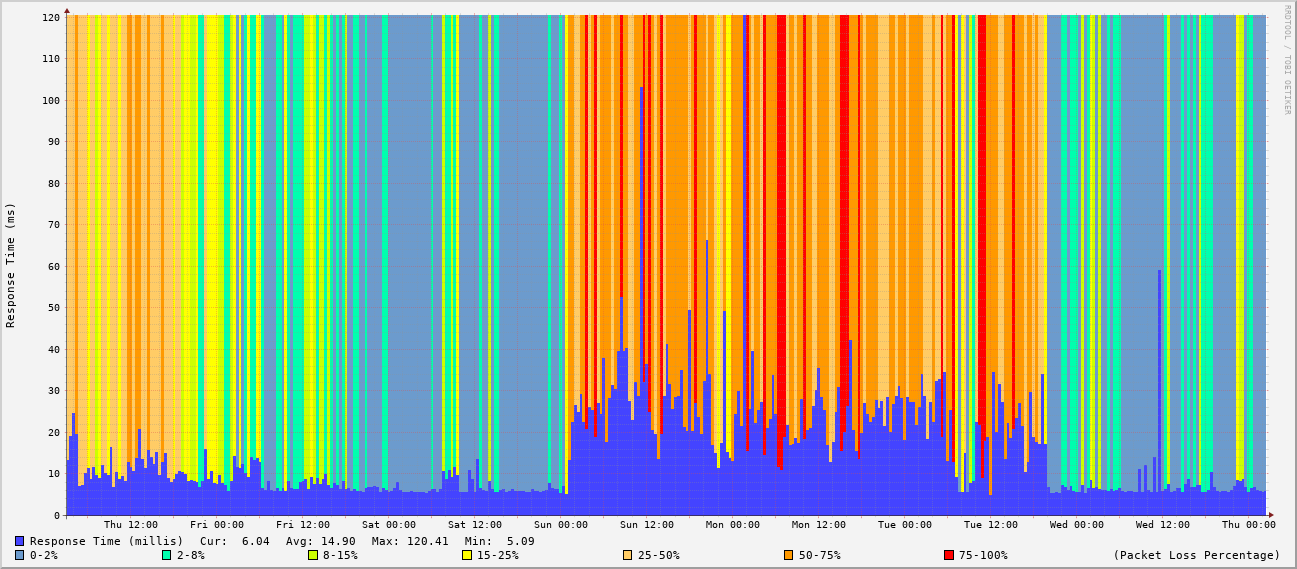 RRDTOOL / TOBI OETIKER
Response Time (ms)
120
110
100
90
80
70
60
50
40
30
20
10
0
Thu 12:00 Fri 00:00 Fri 12:00 Sat 00:00 Sat 12:00 Sun 00:00 Sun 12:00 Mon 00:00 Mon 12:00 Tue 00:00 Tue 12:00 Wed 00:00 Wed 12:00 Thu 00:00
Response Time (millis) Cur: 6.04 Avg: 14.90 Max: 120.41 Min: 5.09
0-2% 2-8% 8-15% 15-25% 25-50% 50-75% 75-100% (Packet Loss Percentage)